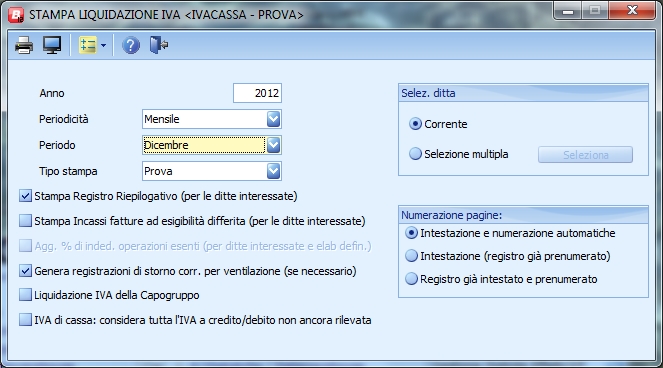 STAMPA LIQUIDAZIONE IVA <IVACASSA - PROVA>
Anno 2012
Periodicità Mensile
Periodo Dicembre
Tipo stampa Prova
Stampa Registro Riepilogativo (per le ditte interessate)
Stampa Incassi fatture ad esigibilità differita (per le ditte interessate)
Agg. % di inded. operazioni esenti (per ditte interessate e elab defin.)
Genera registrazioni di storno corr. per ventilazione (se necessario)
Liquidazione IVA della Capogruppo
IVA di cassa: considera tutta l'IVA a credito/debito non ancora rilevata
Selez. ditta
Corrente
Selezione multipla Seleziona
Numerazione pagine:
Intestazione e numerazione automatiche
Intestazione (registro già prenumerato)
Registro già intestato e prenumerato